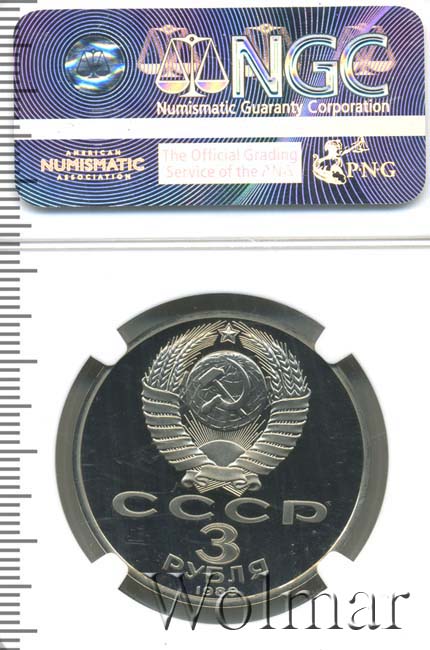 NGC
Numismatic Guaranty Corporation
AMERICAN
NUMISMATIC
ASSOCIATION
The Official Grading
Service of the ANA
PNG
СССР
3
РУБЛЯ
Wolmar